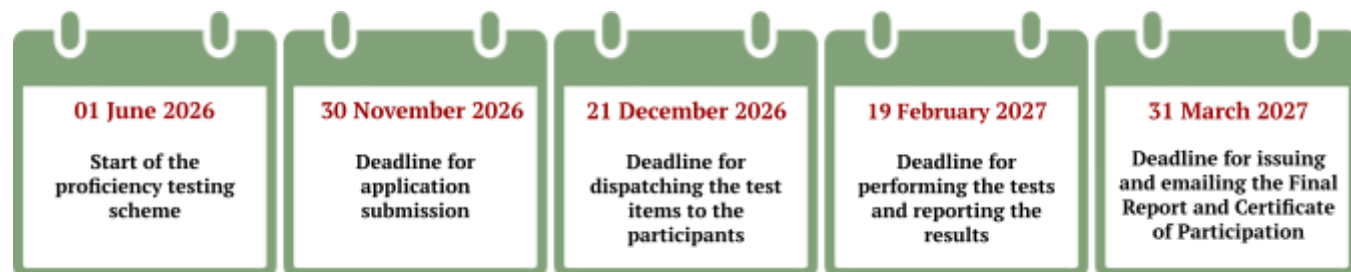 01 June 2026
Start of the
proficiency testing
scheme
30 November 2026
Deadline for
application
submission
21 December 2026
Deadline for
dispatching the test
items to the
participants
19 February 2027
Deadline for
performing the tests
and reporting the
results
31 March 2027
Deadline for issuing
and emailing the Final
Report and Certificate
of Participation